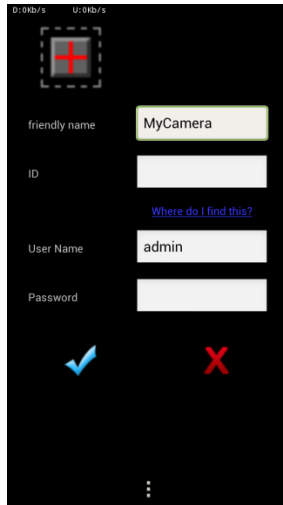 D:0Kb/s U:0Kb/s
friendly name MyCamera
ID
Where do I find this?
User Name admin
Password